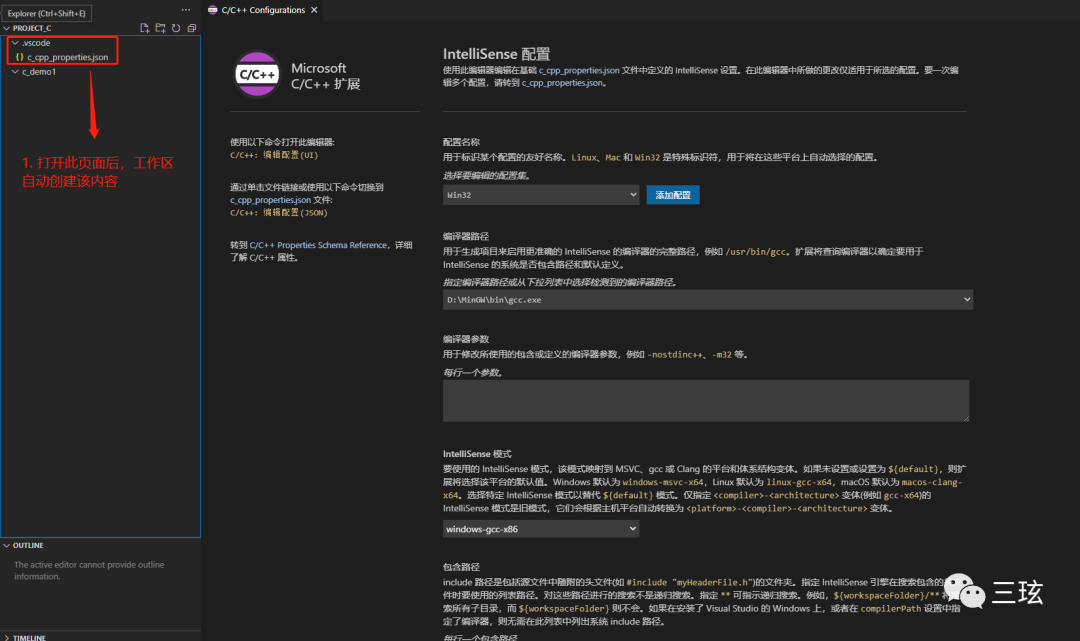 Explorer (Ctrl+Shift+E)
PROJECT_C
.vscode
{} c_cpp_properties.json
c_demo1
1. 打开此页面后，工作区
自动创建该内容
OUTLINE
The active editor cannot provide outline
information.
TIMELINE
C/C++ Configurations
C/C++
Microsoft
C/C++ 扩展
使用以下命令打开此编辑器:
C/C++: 编辑配置(UI)
通过单击文件链接或使用以下命令切换到
c_cpp_properties.json 文件:
C/C++: 编辑配置(JSON)
转到 C/C++ Properties Schema Reference，详细
了解 C/C++ 属性。
IntelliSense 配置
使用此编辑器编辑在基础 c_cpp_properties.json 文件中定义的 IntelliSense 设置。在此编辑器中所做的更改仅适用于所选的配置。要一次编
辑多个配置，请转到 c_cpp_properties.json。
配置名称
用于标识某个配置的友好名称。Linux、Mac 和 Win32 是特殊标识符，用于将在这些平台上自动选择的配置。
选择要编辑的配置集。
Win32
添加配置
编译器路径
用于生成项目来启用更准确的 IntelliSense 的编译器的完整路径，例如 /usr/bin/gcc。扩展将查询编译器以确定要用于
IntelliSense 的系统是否包含路径和默认定义。
指定编译器路径或从下拉列表中选择检测到的编译器路径。
D:\MinGW\bin\gcc.exe
编译器参数
用于修改所使用的包含或定义的编译器参数，例如 -nostdinc++、-m32 等。
每行一个参数。
IntelliSense 模式
要使用的 IntelliSense 模式，该模式映射到 MSVC、gcc 或 Clang 的平台和体系结构变体。如果未设置或设置为 ${default}，则扩
展将选择该平台的默认值。Windows 默认为 windows-msvc-x64，Linux 默认为 linux-gcc-x64，macOS 默认为 macos-clang-
x64。选择特定 IntelliSense 模式以替代 ${default} 模式。仅指定 <compiler>-<architecture> 变体(例如 gcc-x64)的
IntelliSense 模式是旧模式，它们会根据主机平台自动转换为 <platform>-<compiler>-<architecture> 变体。
windows-gcc-x86
包含路径
include 路径是包括源文件中随附的头文件(如 #include "myHeaderFile.h")的文件夹。指定 IntelliSense 引擎在搜索包含的
件时要使用的列表路径。对这些路径进行的搜索不是递归搜索。指定 ** 可指示递归搜索。例如，${workspaceFolder}/** 将
索所有子目录，而 ${workspaceFolder} 则不会。如果在安装了 Visual Studio 的 Windows 上，或者在 compilerPath 设置中指
定了编译器，则无需在此列表中列出系统 include 路径。
每行一个包含路径
三玹